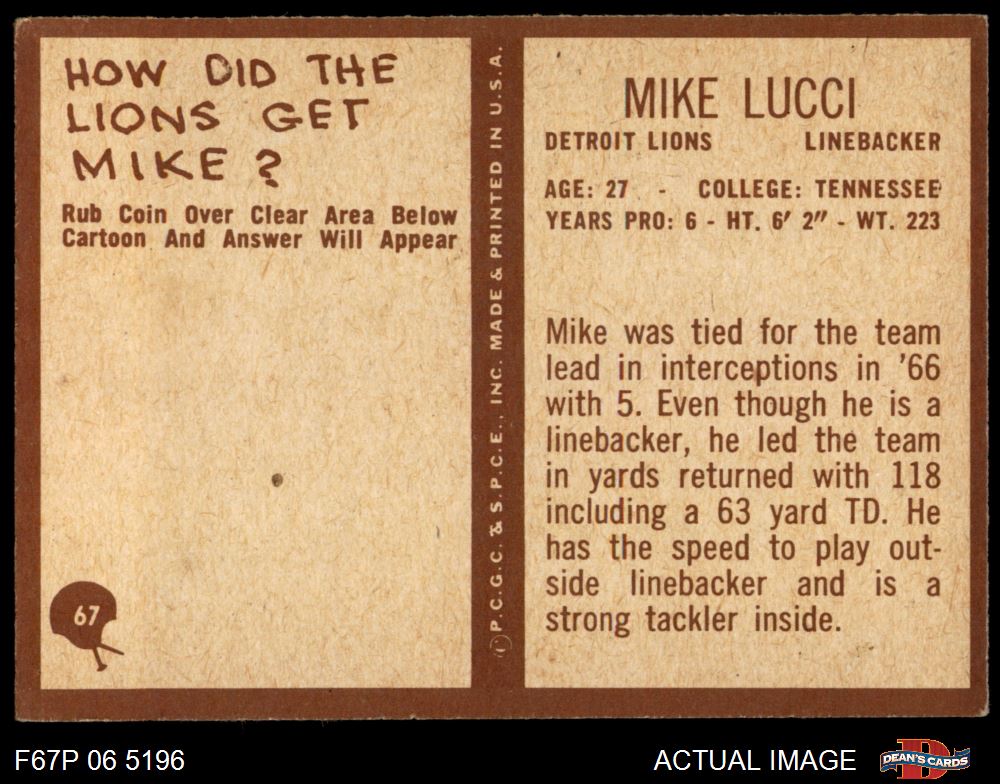 HOW DID THE
LIONS GET
MIKE ?
Rub Coin Over Clear Area Below
Cartoon And Answer Will Appear
67
© P.C.G.C. & S.P.C.E., INC. MADE & PRINTED IN U.S.A.
MIKE LUCCI
DETROIT LIONS LINEBACKER
AGE: 27 - COLLEGE: TENNESSEE
YEARS PRO: 6 - HT. 6′ 2″ - WT. 223
Mike was tied for the team
lead in interceptions in '66
with 5. Even though he is a
linebacker, he led the team
in yards returned with 118
including a 63 yard TD. He
has the speed to play out-
side linebacker and is a
strong tackler inside.
F67P 06 5196
ACTUAL IMAGE
D
DEAN'S CARDS